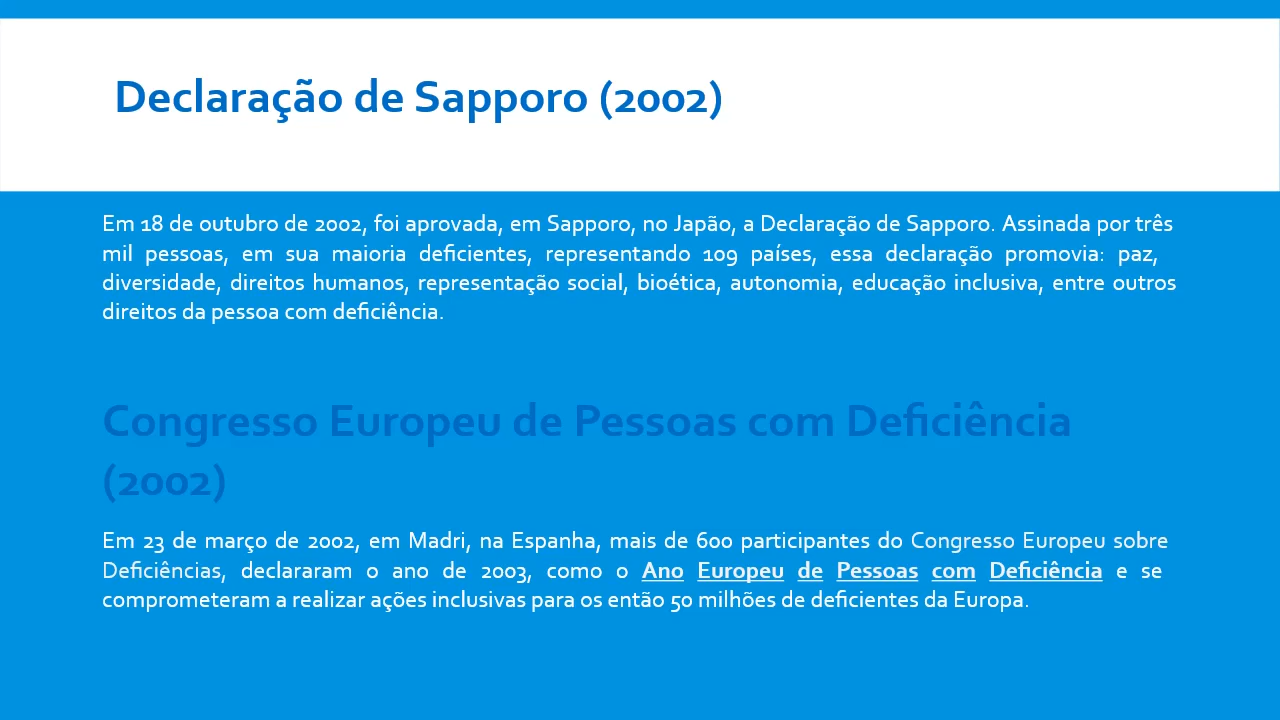 Declaração de Sapporo (2002)
Em 18 de outubro de 2002, foi aprovada, em Sapporo, no Japão, a Declaração de Sapporo. Assinada por três
mil pessoas, em sua maioria deficientes, representando 109 países, essa declaração promovia: paz,
diversidade, direitos humanos, representação social, bioética, autonomia, educação inclusiva, entre outros
direitos da pessoa com deficiência.
Congresso Europeu de Pessoas com Deficiência
(2002)
Em 23 de março de 2002, em Madri, na Espanha, mais de 600 participantes do Congresso Europeu sobre
Deficiências, declararam o ano de 2003, como o Ano Europeu de Pessoas com Deficiência e se
comprometeram a realizar ações inclusivas para os então 50 milhões de deficientes da Europa.